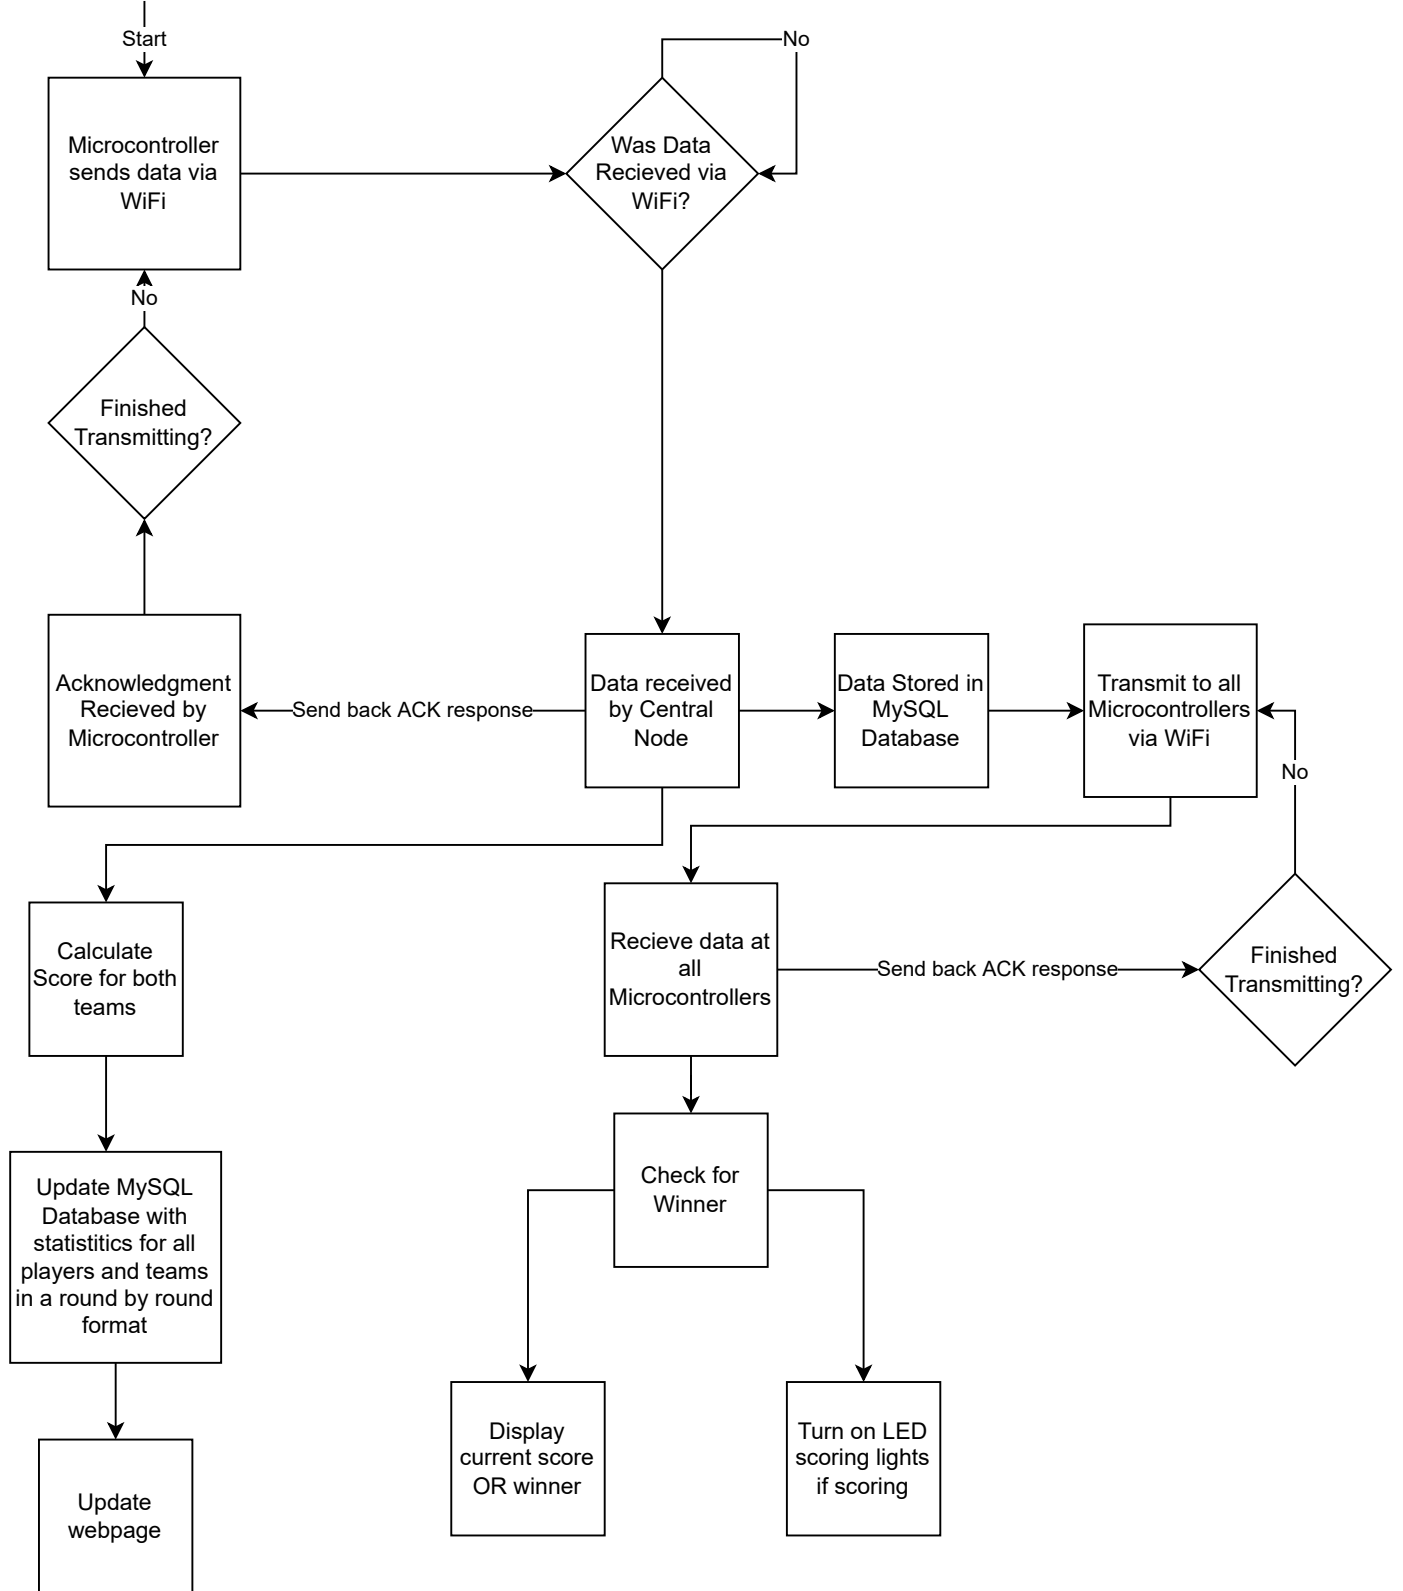 Start
No
Microcontroller
sends data via
WiFi
Was Data
Recieved via
WiFi?
No
Finished
Transmitting?
Acknowledgment
Recieved by
Microcontroller
Send back ACK response
Data received
by Central
Node
Data Stored in
MySQL
Database
Transmit to all
Microcontrollers
via WiFi
No
Calculate
Score for both
teams
Recieve data at
all
Microcontrollers
Send back ACK response
Finished
Transmitting?
Check for
Winner
Update MySQL
Database with
statistitics for all
players and teams
in a round by round
format
Display
current score
OR winner
Turn on LED
scoring lights
if scoring
Update
webpage